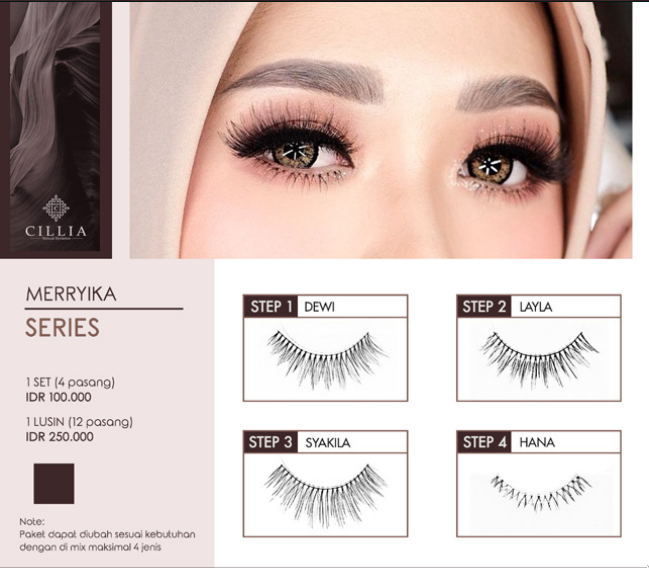 CILLIA
MERRYIKA
SERIES
1 SET (4 pasang)
IDR 100.000
1 LUSIN (12 pasang)
IDR 250.000
Note:
Paket dapat diubah sesuai kebutuhan
dengan di mix maksimal 4 jenis
STEP 1 DEWI
STEP 2 LAYLA
STEP 3 SYAKILA
STEP 4 HANA